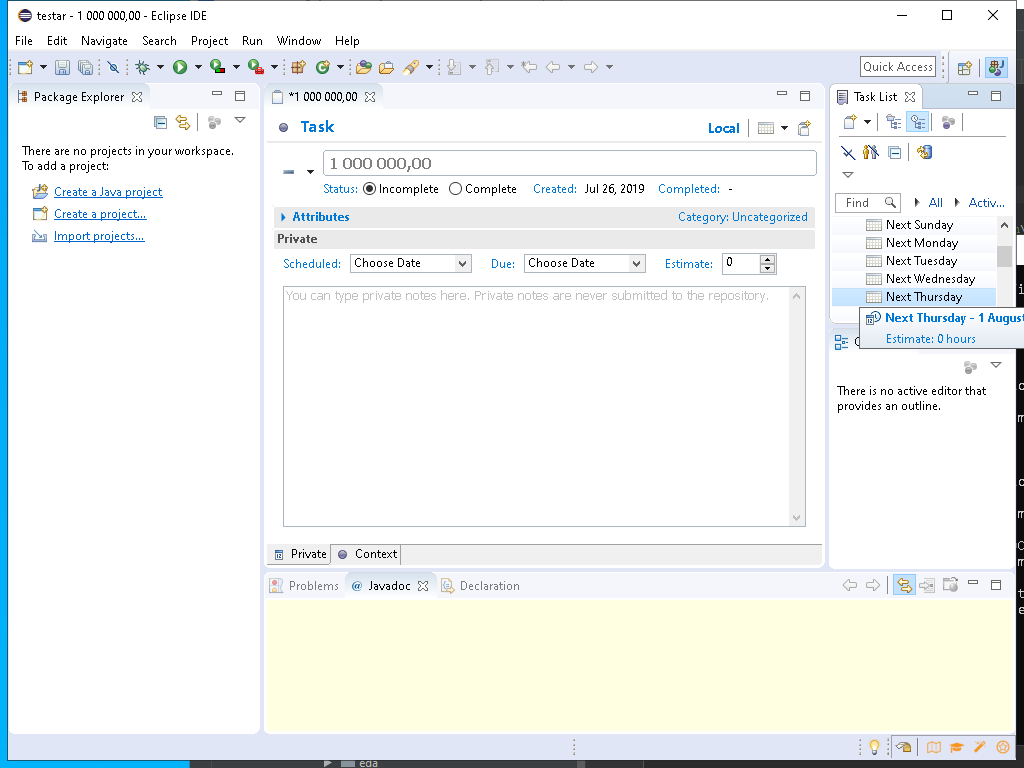 testar - 1 000 000,00 - Eclipse IDE
File Edit Navigate Search Project Run Window Help
Quick Access
Package Explorer
There are no projects in your workspace.
To add a project:
Create a Java project
Create a project...
Import projects...
*1 000 000,00
Task
Local
1 000 000,00
Status: Incomplete Complete Created: Jul 26, 2019 Completed: -
Attributes
Category: Uncategorized
Private
Scheduled: Choose Date Due: Choose Date Estimate: 0
You can type private notes here. Private notes are never submitted to the repository.
Private Context
Task List
Find All Activ...
Next Sunday
Next Monday
Next Tuesday
Next Wednesday
Next Thursday
Next Thursday - 1 August
Estimate: 0 hours
There is no active editor that
provides an outline.
Problems @ Javadoc Declaration
eda